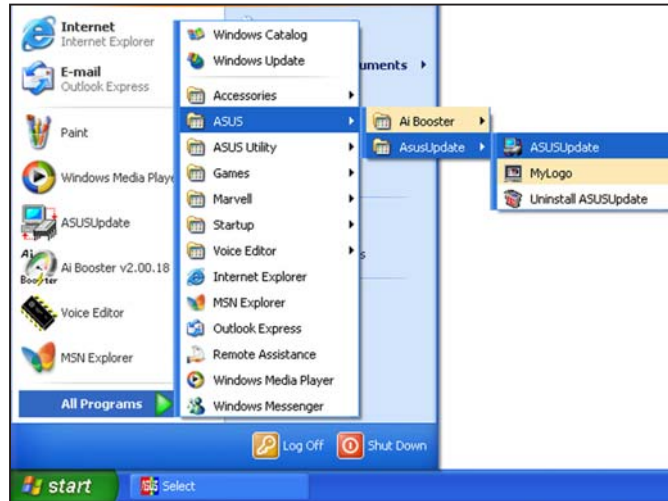 Internet
Internet Explorer
E-mail
Outlook Express
Paint
Windows Media Playe
ASUSUpdate
Ai Booster
Ai Booster v2.00.18
Voice Editor
MSN Explorer
All Programs
Windows Catalog
Windows Update
Accessories
ASUS
ASUS Utility
Games
Marvell
Startup
Voice Editor
Internet Explorer
MSN Explorer
Outlook Express
Remote Assistance
Windows Media Player
Windows Messenger
uments
s
Ai Booster
AsusUpdate
ASUSUpdate
MyLogo
Uninstall ASUSUpdate
Log Off
Shut Down
start
Select